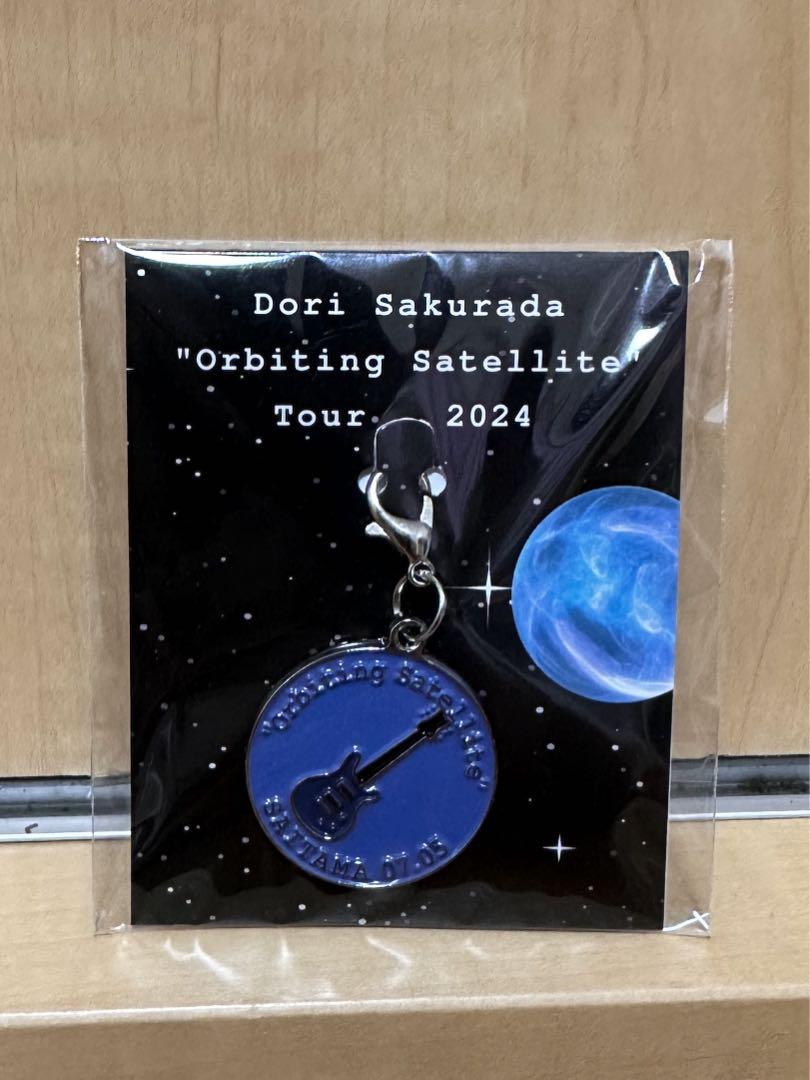 Dori Sakurada
"Orbiting Satellite"
Tour 2024
"Orbiting Satellite"
SAITAMA 07.05